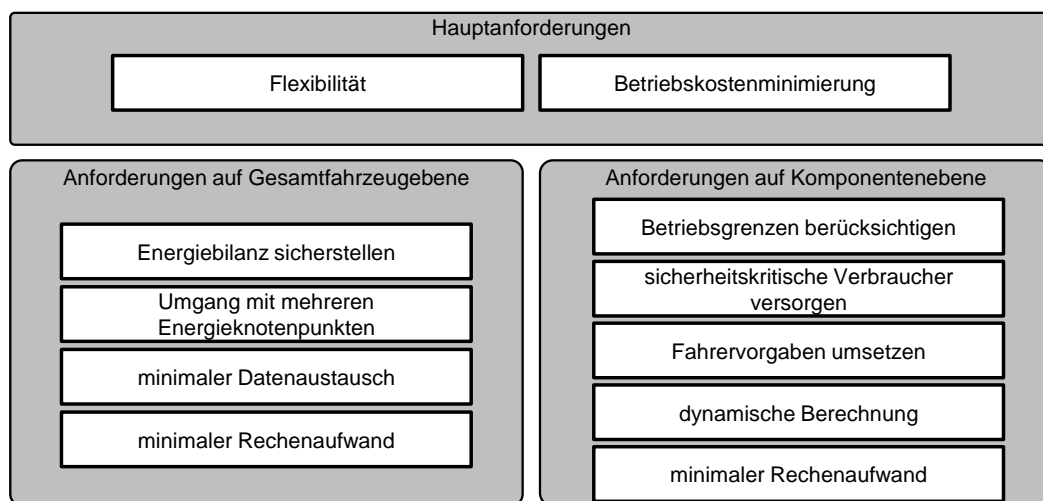 Hauptanforderungen
Flexibilität
Betriebskostenminimierung
Anforderungen auf Gesamtfahrzeugebene
Energiebilanz sicherstellen
Umgang mit mehreren
Energieknotenpunkten
minimaler Datenaustausch
minimaler Rechenaufwand
Anforderungen auf Komponentenebene
Betriebsgrenzen berücksichtigen
sicherheitskritische Verbraucher
versorgen
Fahrervorgaben umsetzen
dynamische Berechnung
minimaler Rechenaufwand